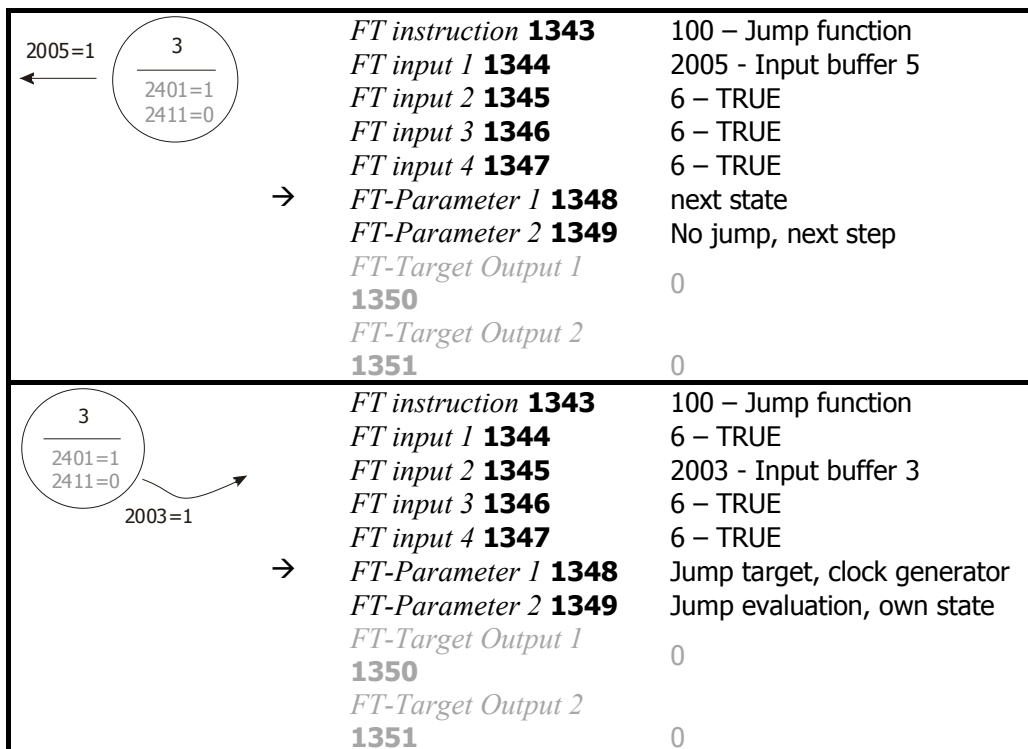 2005=1
3
2401=1
2411=0
FT instruction 1343 100 – Jump function
FT input 1 1344 2005 - Input buffer 5
FT input 2 1345 6 – TRUE
FT input 3 1346 6 – TRUE
FT input 4 1347 6 – TRUE
→ FT-Parameter 1 1348 next state
FT-Parameter 2 1349 No jump, next step
FT-Target Output 1
1350 0
FT-Target Output 2
1351 0
3
2401=1
2411=0
2003=1
FT instruction 1343 100 – Jump function
FT input 1 1344 6 – TRUE
FT input 2 1345 2003 - Input buffer 3
FT input 3 1346 6 – TRUE
FT input 4 1347 6 – TRUE
→ FT-Parameter 1 1348 Jump target, clock generator
FT-Parameter 2 1349 Jump evaluation, own state
FT-Target Output 1
1350 0
FT-Target Output 2
1351 0